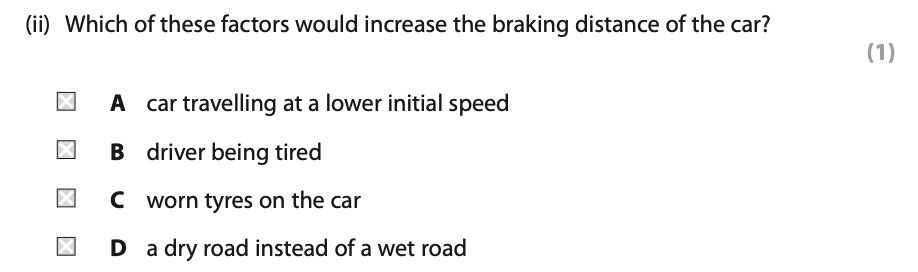 (ii) Which of these factors would increase the braking distance of the car?
(1)
A car travelling at a lower initial speed
B driver being tired
C worn tyres on the car
D a dry road instead of a wet road